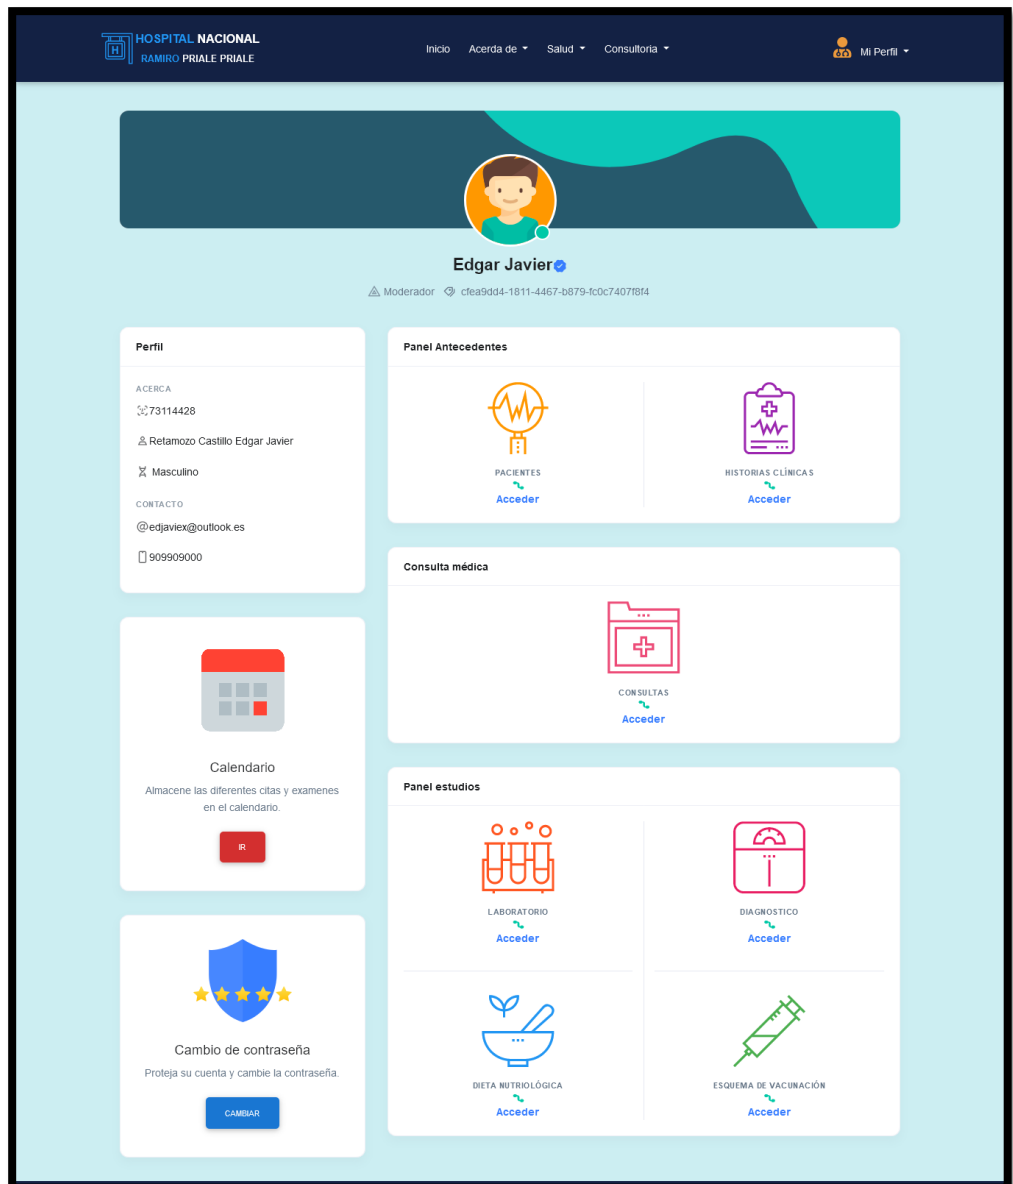 HOSPITAL NACIONAL
RAMIRO PRIALE PRIALE
H
Inicio Acerda de Salud Consultoria Mi Perfil
Edgar Javier
Moderador cfea9dd4-1811-4467-b879-fc0c7407f8f4
Perfil
ACERCA
73114428
Retamozo Castillo Edgar Javier
Masculino
CONTACTO
@edjaviex@outlook.es
909909000
Calendario
Almacene las diferentes citas y examenes
en el calendario.
IR
Cambio de contraseña
Proteja su cuenta y cambie la contraseña.
CAMBIAR
Panel Antecedentes
PACIENTES
Acceder
HISTORIAS CLÍNICAS
Acceder
Consulta médica
CONSULTAS
Acceder
Panel estudios
LABORATORIO
Acceder
DIAGNOSTICO
Acceder
DIETA NUTRIOLÓGICA
Acceder
ESQUEMA DE VACUNACIÓN
Acceder